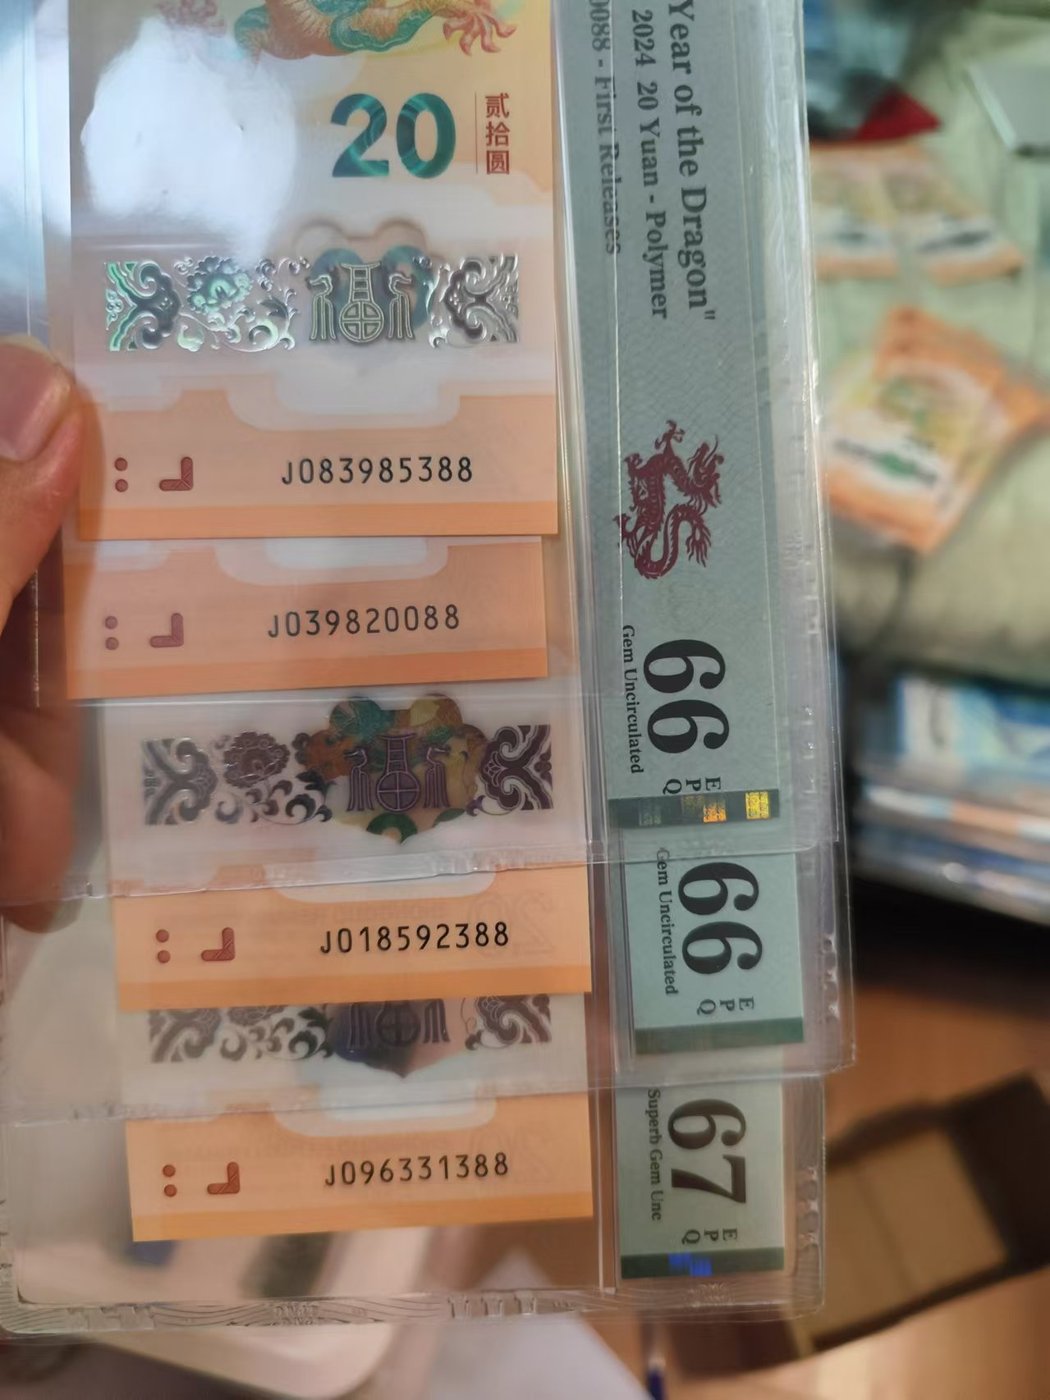 20
贰拾圆
J083985388
J039820088
J018592388
J096331388
Year of the Dragon"
2024 20 Yuan - Polymer
0088 - First Releases
66
EPQ
Gem Uncirculated
66
EPQ
Gem Uncirculated
67
EPQ
Superb Gem Unc